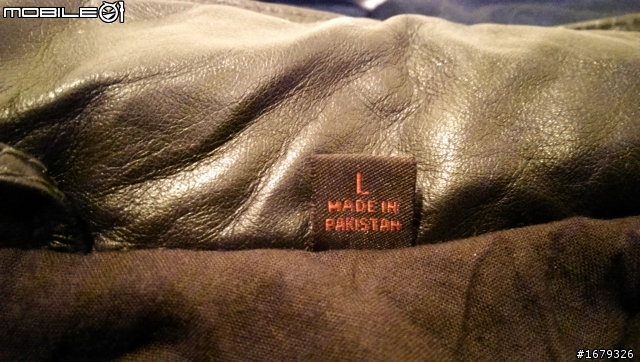 MOBILE01
L
MADE IN
PAKISTAN
#1679326